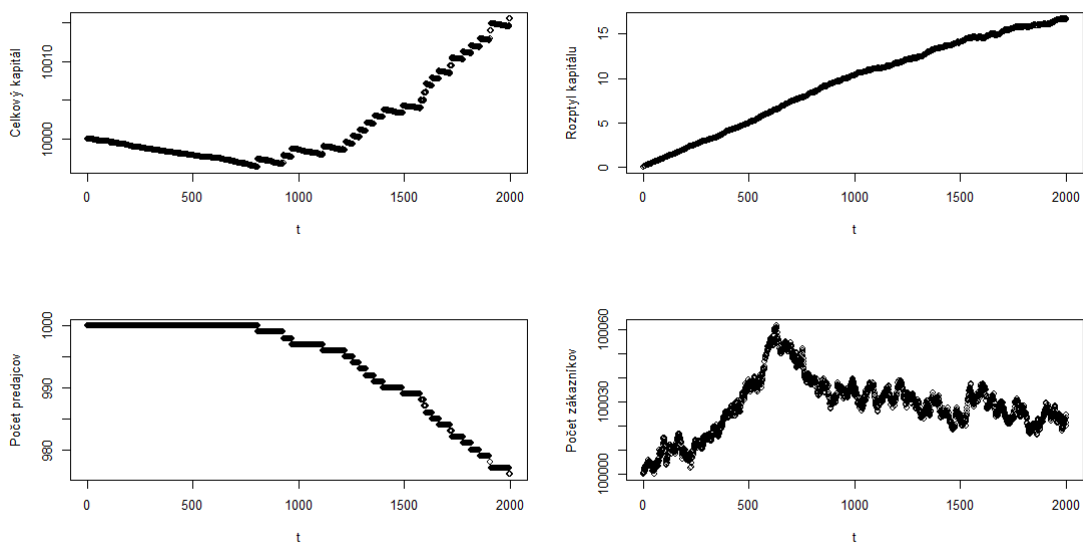 Celkový kapitál
10000 10010
0 500 1000 1500 2000
t
Rozptyl kapitálu
0 5 10 15
0 500 1000 1500 2000
t
Počet predajcov
980 990 1000
0 500 1000 1500 2000
t
Počet zákazníkov
100000 100030 100060
0 500 1000 1500 2000
t